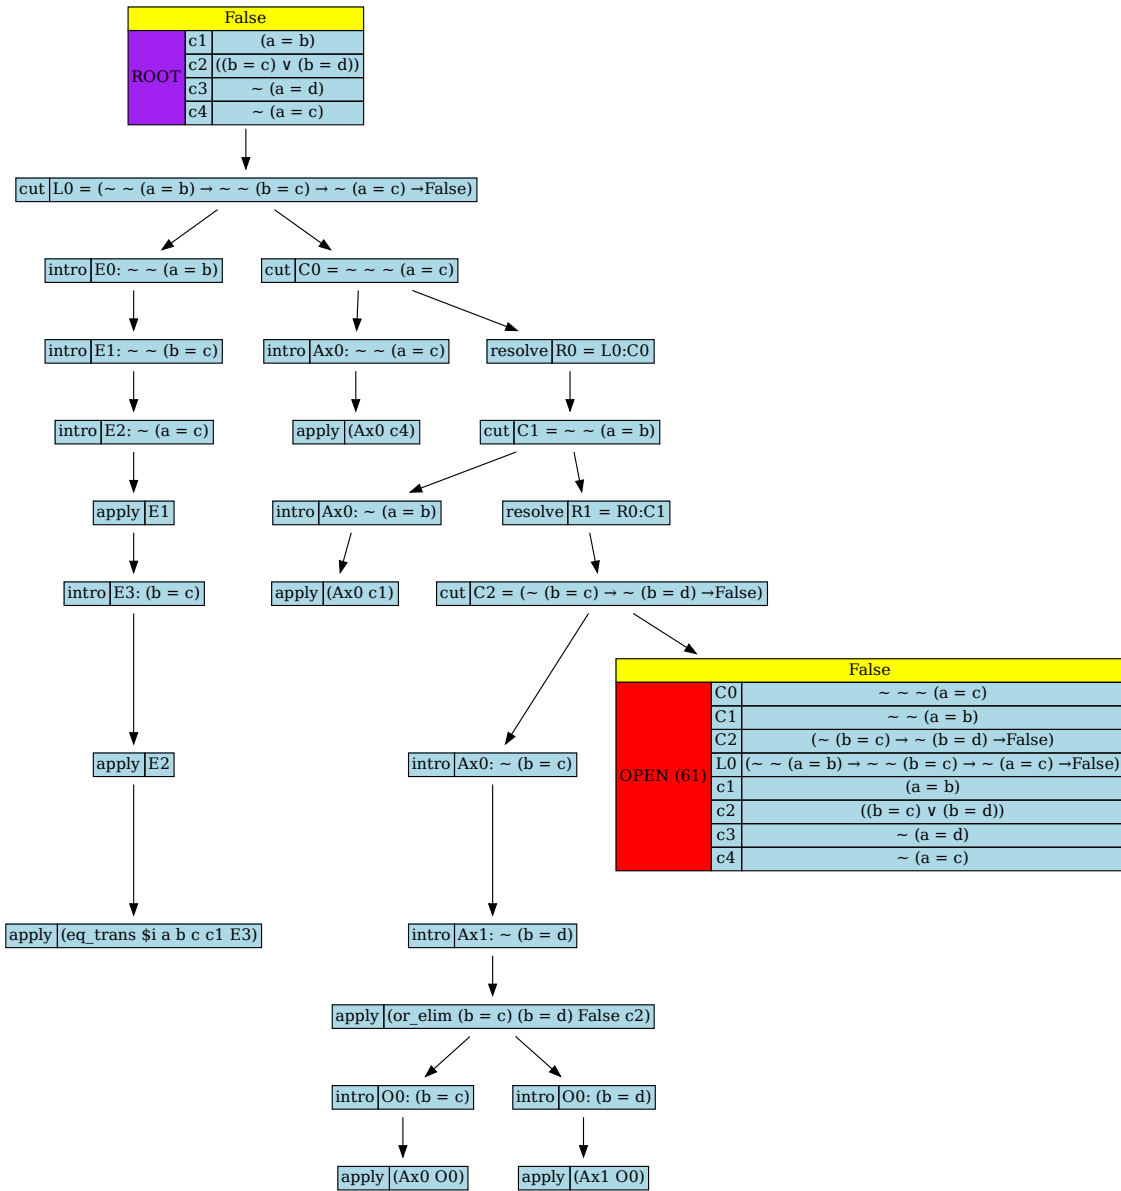 False
ROOT
c1 (a = b)
c2 ((b = c) ∨ (b = d))
c3 ~ (a = d)
c4 ~ (a = c)
cut L0 = (~ ~ (a = b) → ~ ~ (b = c) → ~ (a = c) →False)
intro E0: ~ ~ (a = b)
cut C0 = ~ ~ ~ (a = c)
intro E1: ~ ~ (b = c)
intro Ax0: ~ ~ (a = c)
resolve R0 = L0:C0
intro E2: ~ (a = c)
apply (Ax0 c4)
cut C1 = ~ ~ (a = b)
apply E1
intro Ax0: ~ (a = b)
resolve R1 = R0:C1
intro E3: (b = c)
apply (Ax0 c1)
cut C2 = (~ (b = c) → ~ (b = d) →False)
False
OPEN (61)
C0 ~ ~ ~ (a = c)
C1 ~ ~ (a = b)
C2 (~ (b = c) → ~ (b = d) →False)
L0 (~ ~ (a = b) → ~ ~ (b = c) → ~ (a = c) →False)
c1 (a = b)
c2 ((b = c) ∨ (b = d))
c3 ~ (a = d)
c4 ~ (a = c)
apply E2
intro Ax0: ~ (b = c)
apply (eq_trans $i a b c c1 E3)
intro Ax1: ~ (b = d)
apply (or_elim (b = c) (b = d) False c2)
intro O0: (b = c)
intro O0: (b = d)
apply (Ax0 O0)
apply (Ax1 O0)